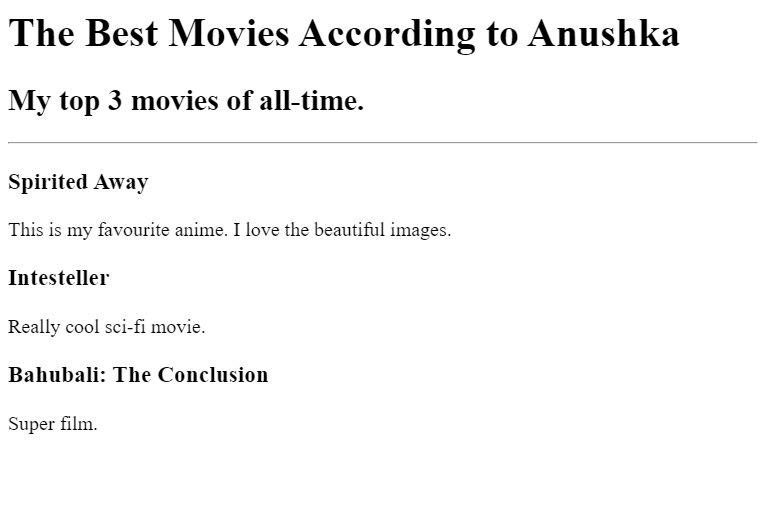 The Best Movies According to Anushka
My top 3 movies of all-time.
Spirited Away
This is my favourite anime. I love the beautiful images.
Intesteller
Really cool sci-fi movie.
Bahubali: The Conclusion
Super film.